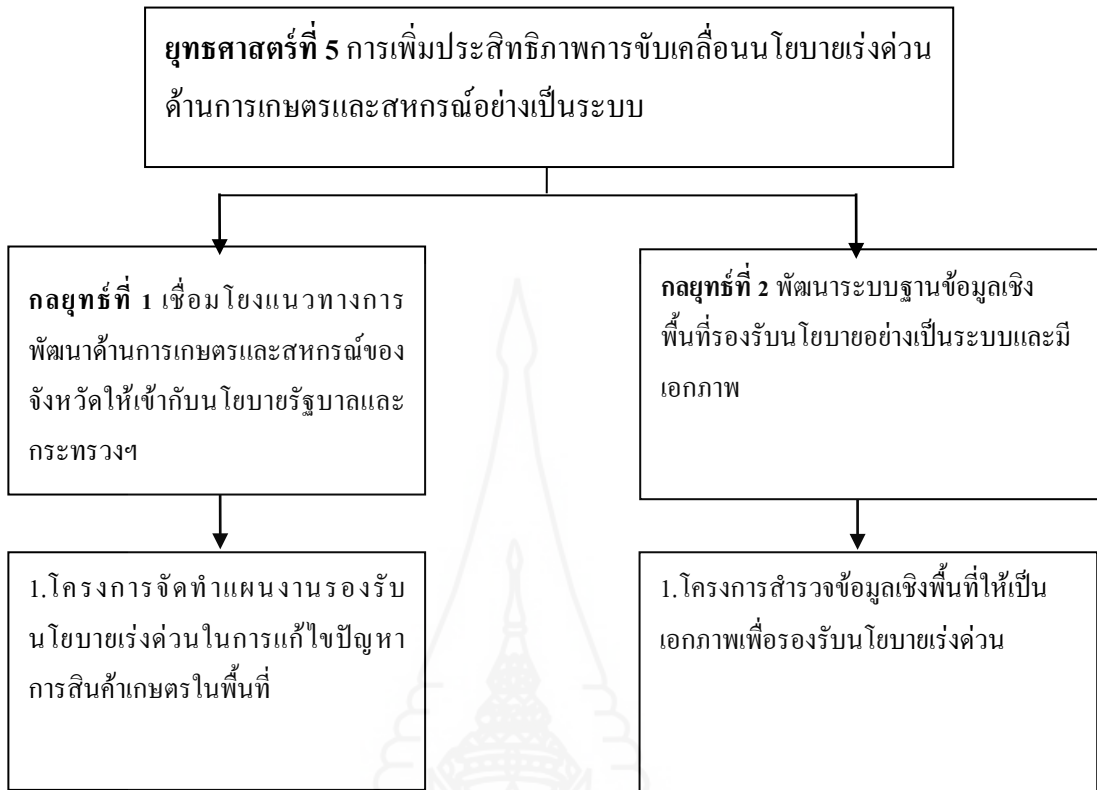 ยุทธศาสตร์ที่ 5 การเพิ่มประสิทธิภาพการขับเคลื่อนนโยบายเร่งด่วน
ด้านการเกษตรและสหกรณ์อย่างเป็นระบบ
กลยุทธ์ที่ 1 เชื่อมโยงแนวทางการ
พัฒนาด้านการเกษตรและสหกรณ์ของ
จังหวัดให้เข้ากับนโยบายรัฐบาลและ
กระทรวงฯ
กลยุทธ์ที่ 2 พัฒนาระบบฐานข้อมูลเชิง
พื้นที่รองรับนโยบายอย่างเป็นระบบและมี
เอกภาพ
1.โครงการจัดทำแผนงานรองรับ
นโยบายเร่งด่วนในการแก้ไขปัญหา
การสินค้าเกษตรในพื้นที่
1.โครงการสำรวจข้อมูลเชิงพื้นที่ให้เป็น
เอกภาพเพื่อรองรับนโยบายเร่งด่วน